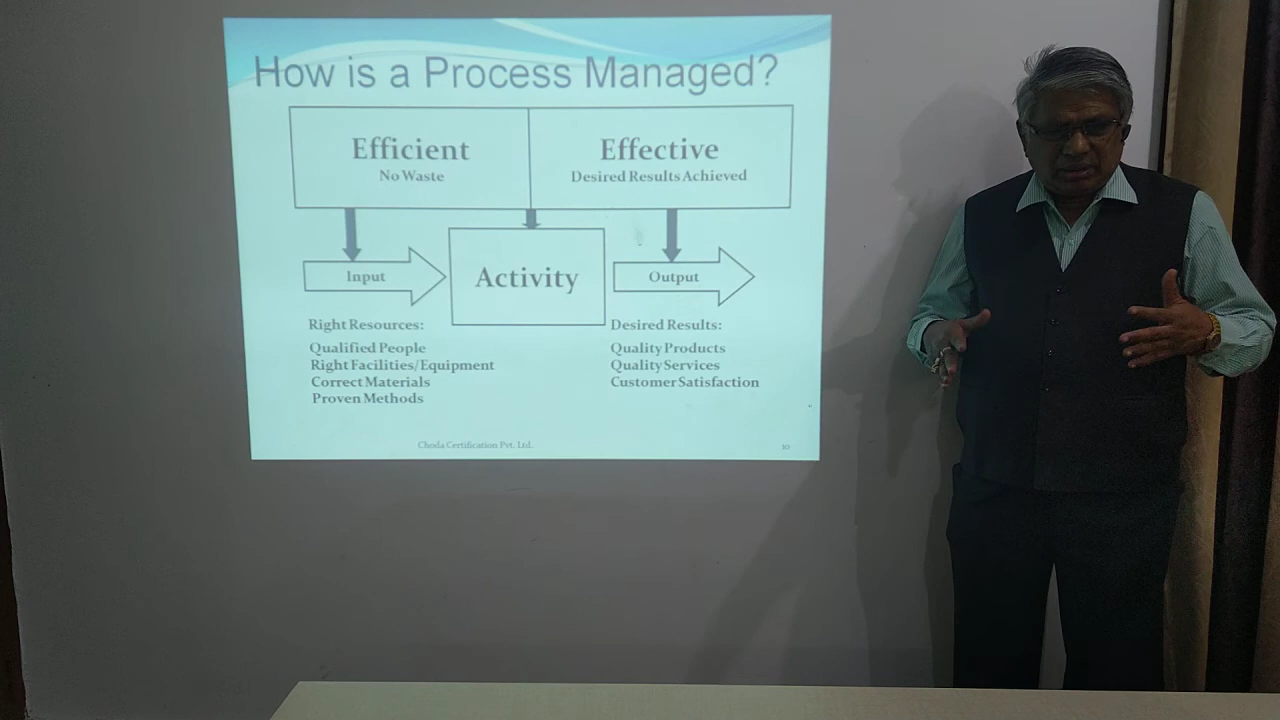 How is a Process Managed?
Efficient
No Waste
Effective
Desired Results Achieved
Input
Activity
Output
Right Resources:
Qualified People
Right Facilities/Equipment
Correct Materials
Proven Methods
Desired Results:
Quality Products
Quality Services
Customer Satisfaction
Choda Certification Pvt. Ltd.
10